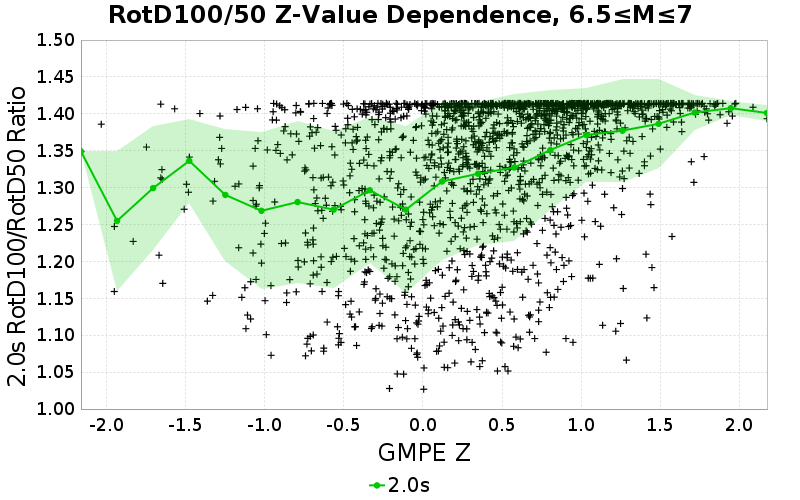 RotD100/50 Z-Value Dependence, 6.5≤M≤7
1.50
1.45
1.40
1.35
1.30
1.25
1.20
1.15
1.10
1.05
1.00
2.0s RotD100/RotD50 Ratio
-2.0 -1.5 -1.0 -0.5 0.0 0.5 1.0 1.5 2.0
GMPE Z
2.0s